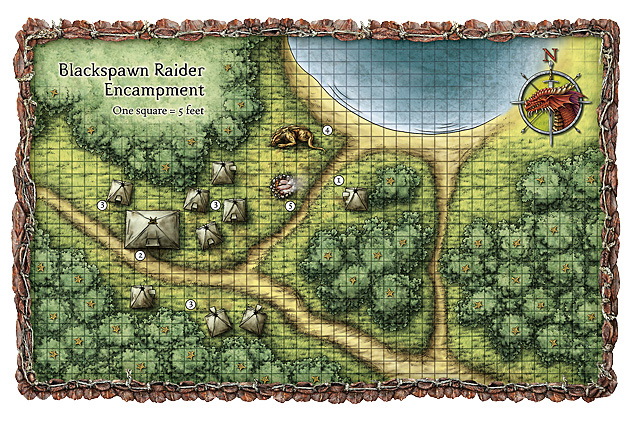 Blackspawn Raider
Encampment
One square = 5 feet
N
4
1
3
3
5
2
3